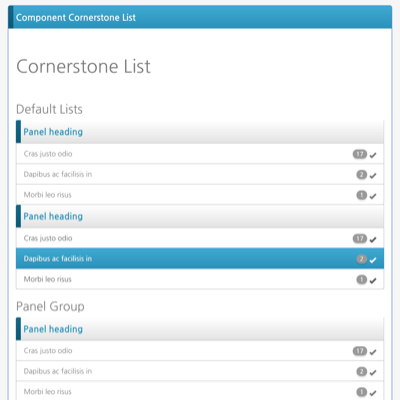 Component Cornerstone List
Cornerstone List
Default Lists
Panel heading
Cras justo odio 17
Dapibus ac facilisis in 2
Morbi leo risus 1
Panel heading
Cras justo odio 17
Dapibus ac facilisis in 2
Morbi leo risus 1
Panel Group
Panel heading
Cras justo odio 17
Dapibus ac facilisis in 2
Morbi leo risus 1